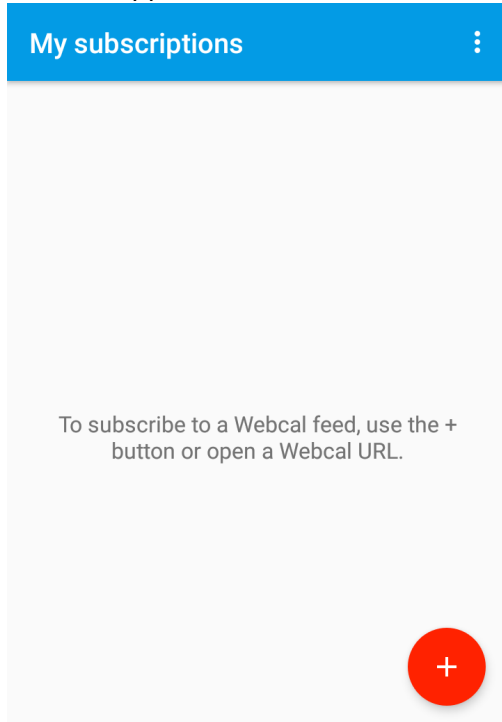 My subscriptions
To subscribe to a Webcal feed, use the +
button or open a Webcal URL.
+